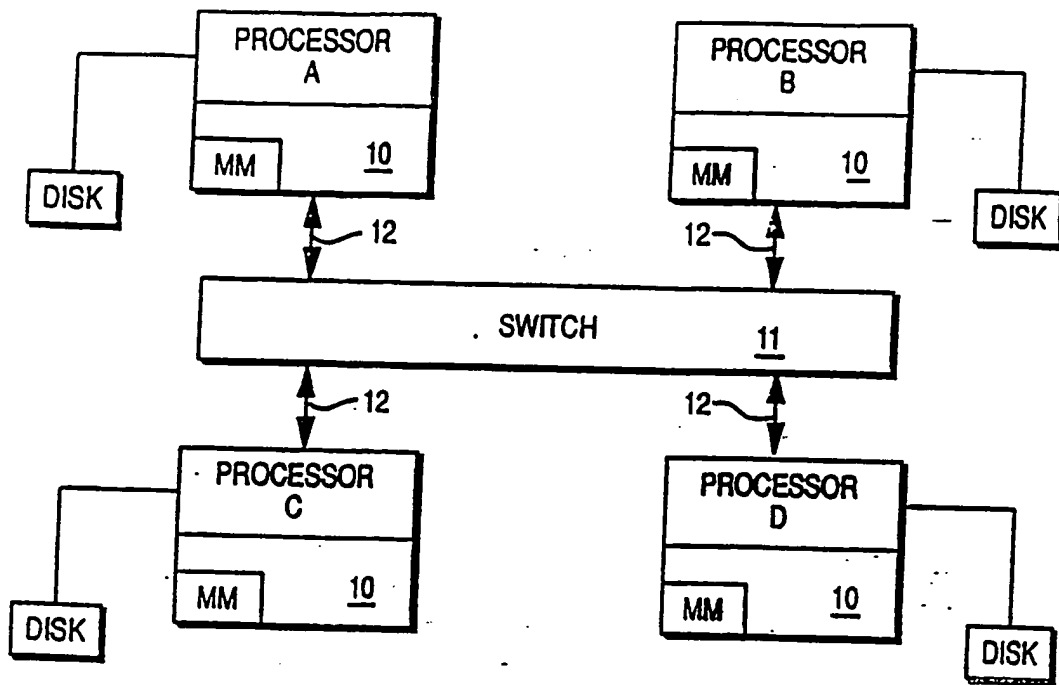 PROCESSOR
A
MM
10
DISK
PROCESSOR
B
MM
10
DISK
12
12
SWITCH
11
12
12
PROCESSOR
C
MM
10
DISK
PROCESSOR
D
MM
10
DISK